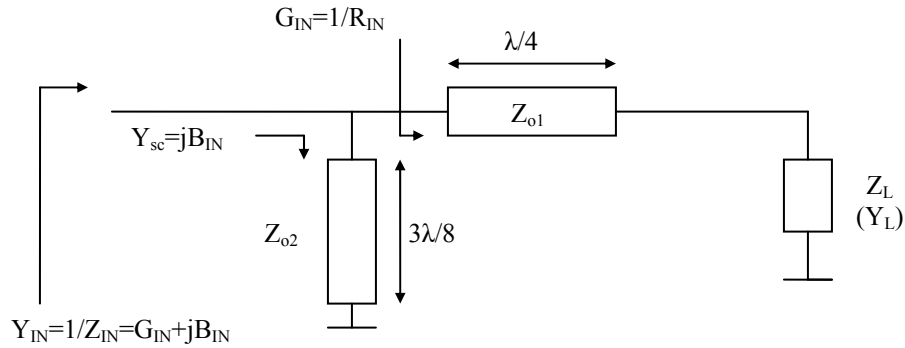 G_IN=1/R_IN
λ/4
Z_o1
Y_sc=jB_IN
Z_L
(Y_L)
Z_o2
3λ/8
Y_IN=1/Z_IN=G_IN+jB_IN